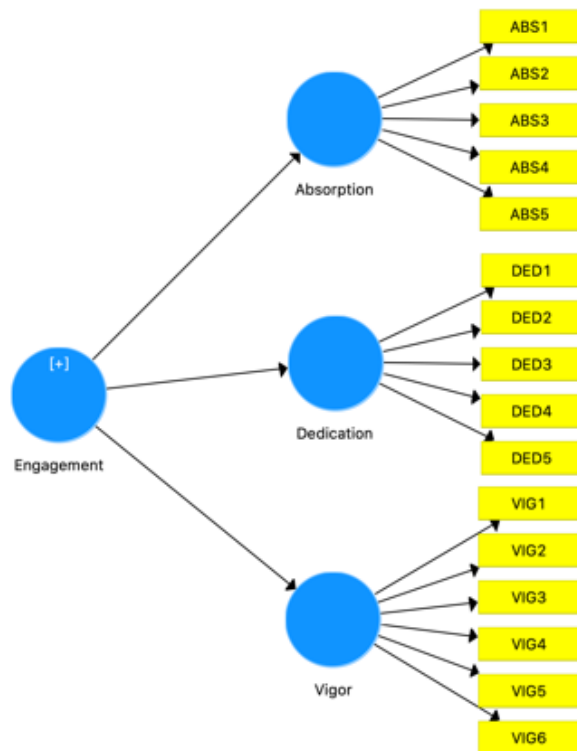 ABS1
ABS2
ABS3
ABS4
ABS5
Absorption
DED1
DED2
DED3
DED4
DED5
Dedication
[+]
Engagement
VIG1
VIG2
VIG3
VIG4
VIG5
VIG6
Vigor